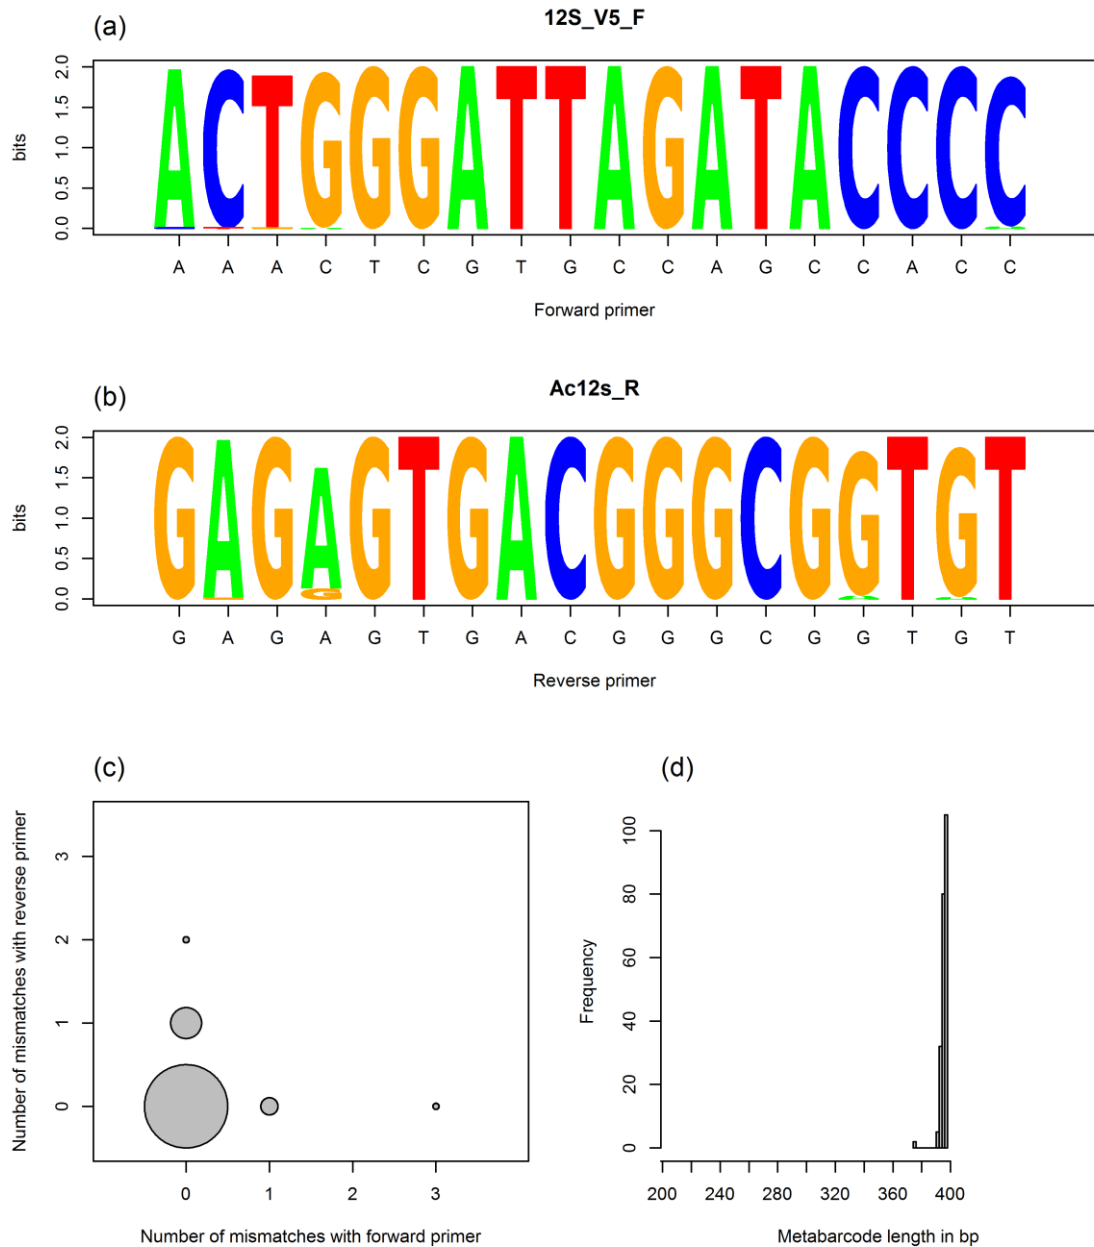 (a)
12S_V5_F
bits
0.0 0.5 1.0 1.5 2.0
ACTGGGATTAGATACCCC
A A A C T C G T G C C A G C C A C C
Forward primer
(b)
Ac12s_R
bits
0.0 0.5 1.0 1.5 2.0
GAGAGTGACGGGCGGTGT
G
G A G A G T G A C G G G C G G T G T
Reverse primer
(c)
Number of mismatches with reverse primer
0 1 2 3
0 1 2 3
Number of mismatches with forward primer
(d)
Frequency
0 20 40 60 80 100
200 240 280 320 360 400
Metabarcode length in bp